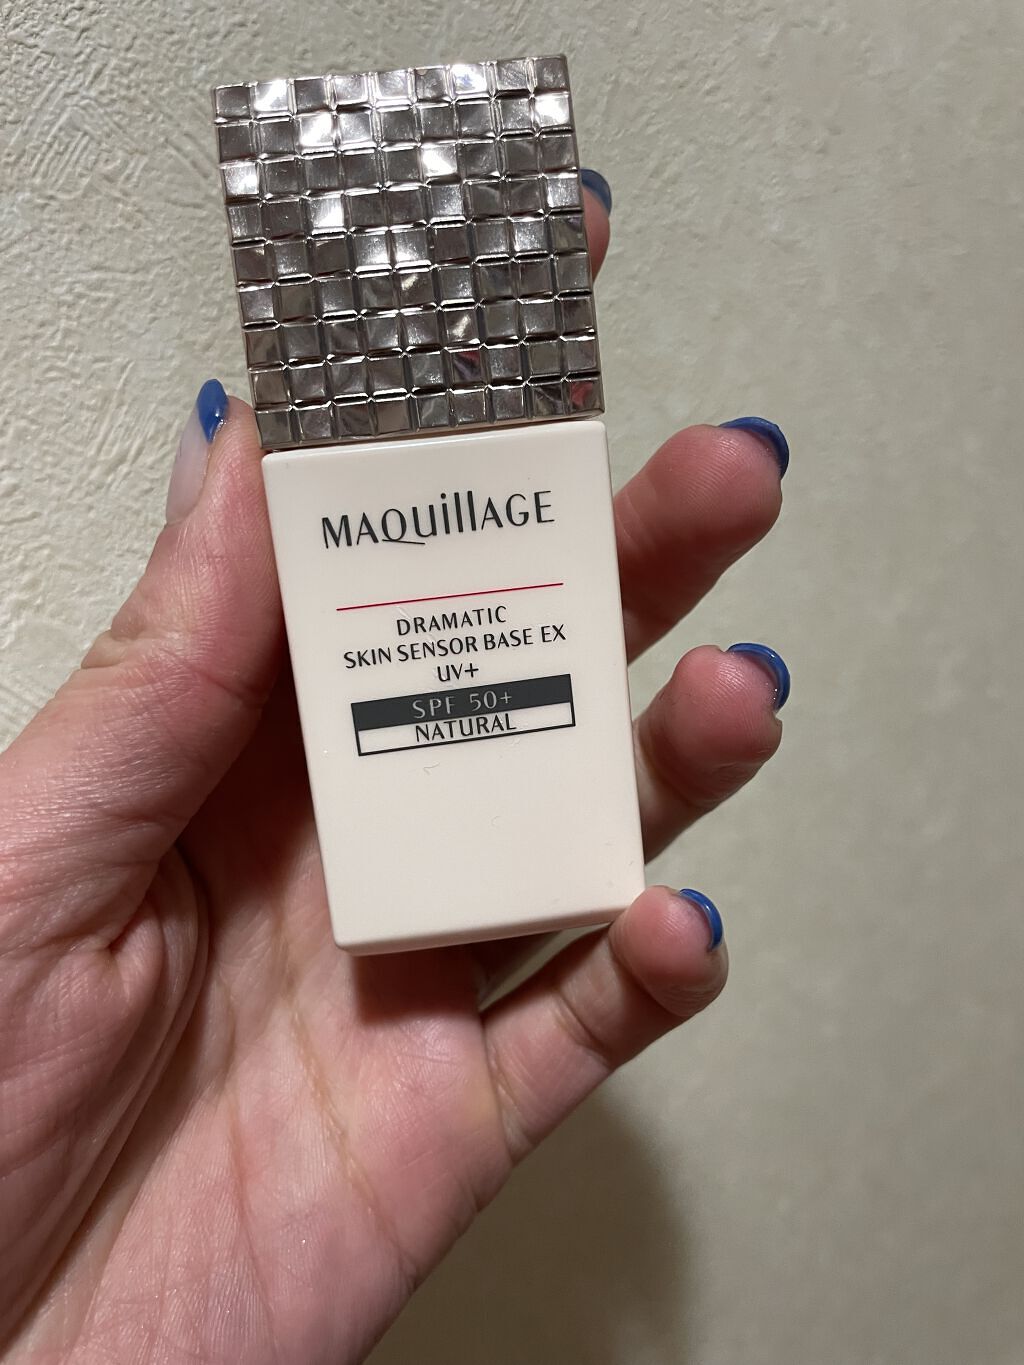 MAQuillAGE
DRAMATIC
SKIN SENSOR BASE EX
UV+
SPF 50+
NATURAL